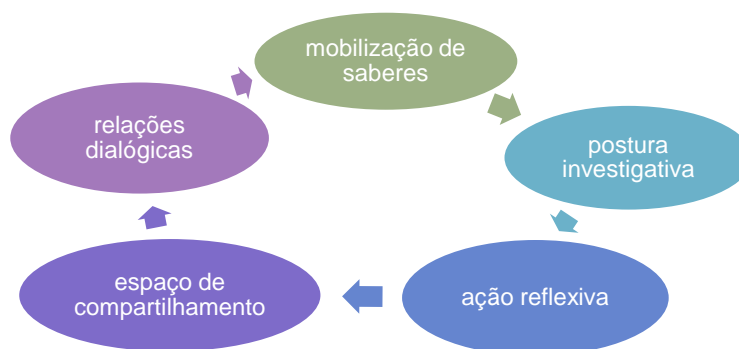 mobilização de
saberes
postura
investigativa
ação reflexiva
espaço de
compartilhamento
relações
dialógicas